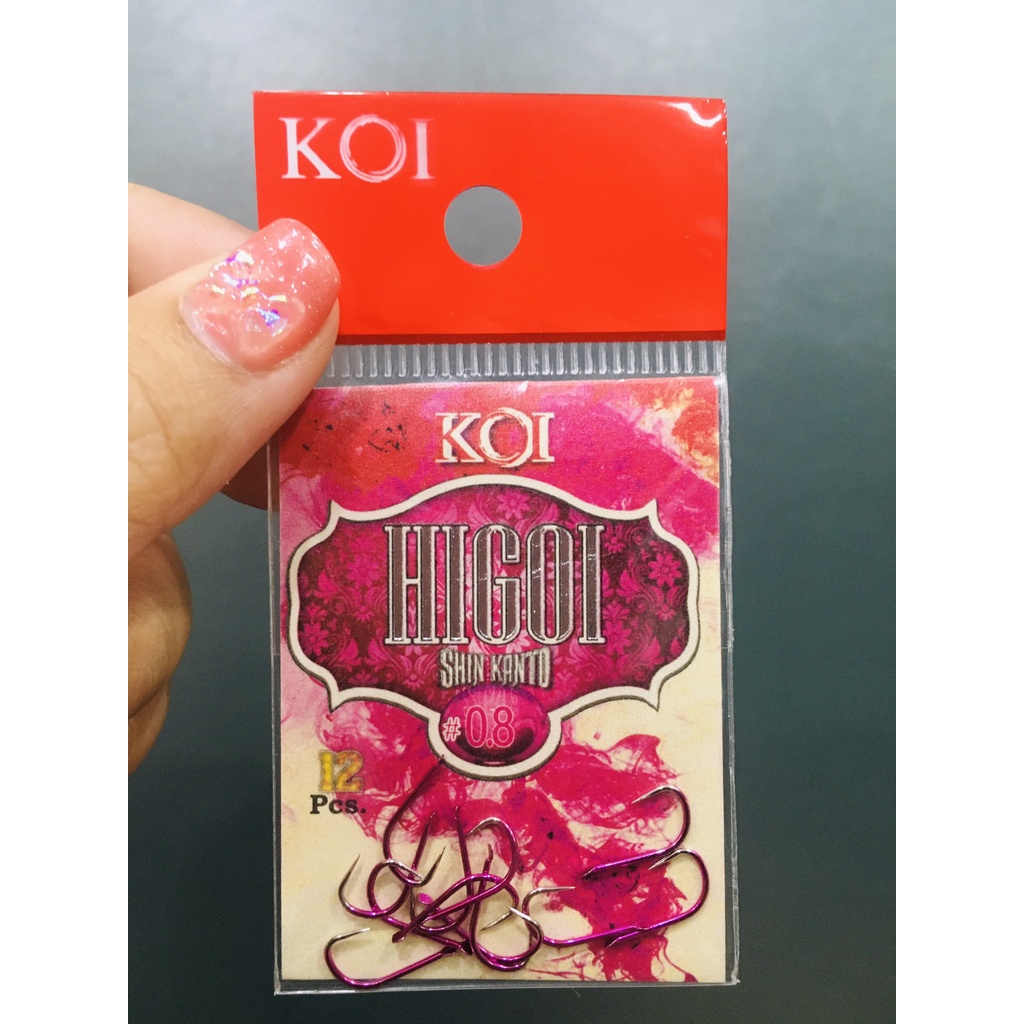 KOI
KOI
HIGOI
SHIN KANTO
#0.8
12
Pcs.